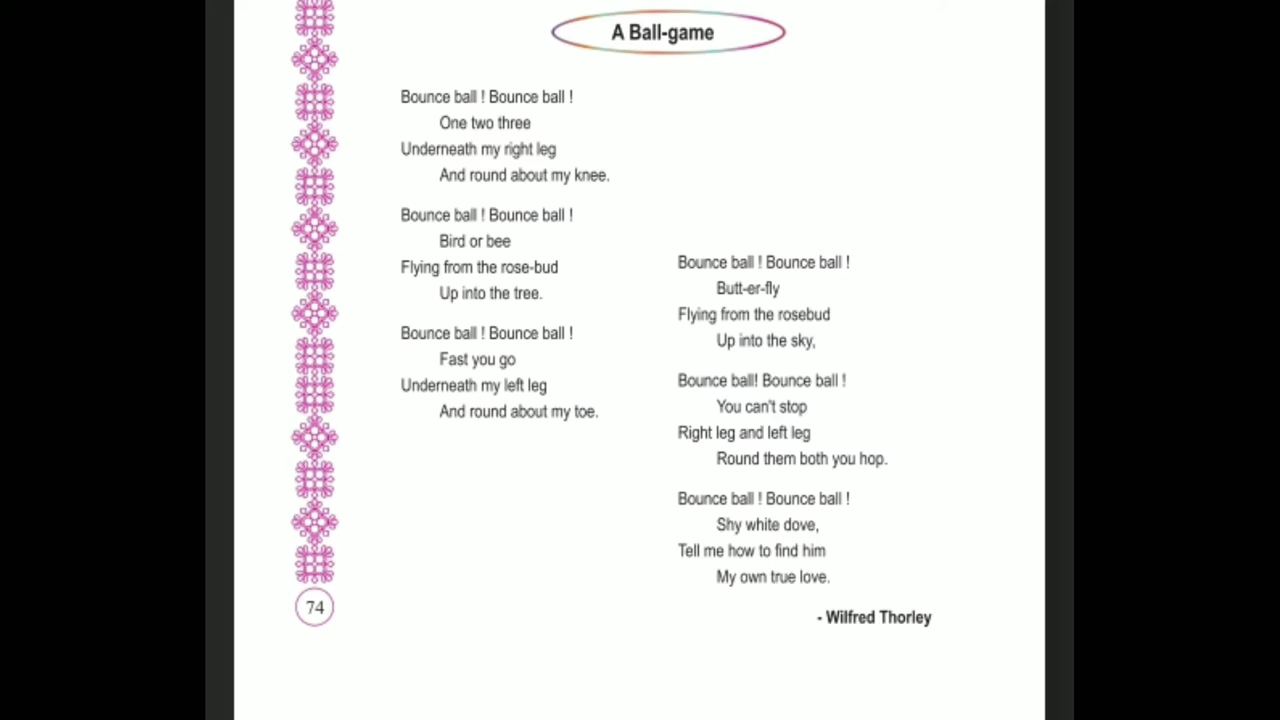 A Ball-game
Bounce ball ! Bounce ball !
One two three
Underneath my right leg
And round about my knee.
Bounce ball ! Bounce ball !
Bird or bee
Flying from the rose-bud
Up into the tree.
Bounce ball ! Bounce ball !
Fast you go
Underneath my left leg
And round about my toe.
Bounce ball ! Bounce ball !
Butt-er-fly
Flying from the rosebud
Up into the sky,
Bounce ball! Bounce ball !
You can't stop
Right leg and left leg
Round them both you hop.
Bounce ball ! Bounce ball !
Shy white dove,
Tell me how to find him
My own true love.
- Wilfred Thorley
74